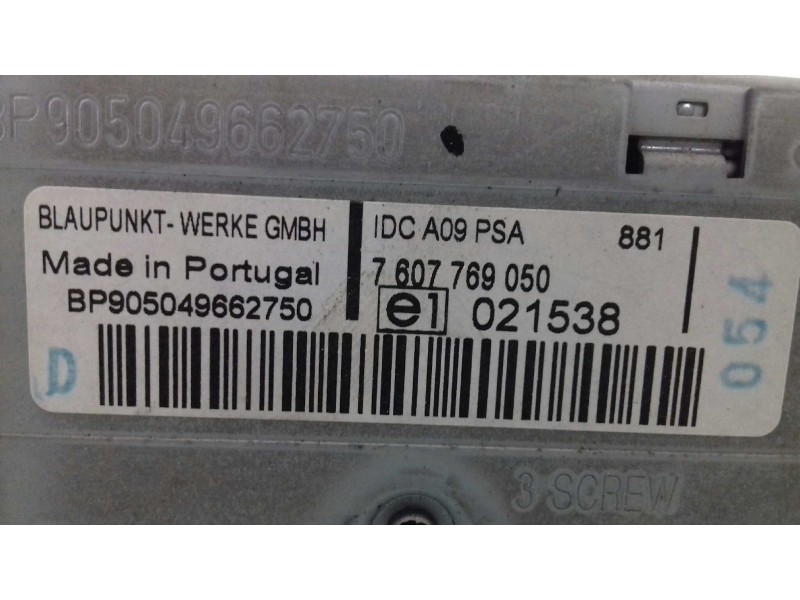 BP905049662750
BLAUPUNKT-WERKE GMBH
Made in Portugal
BP905049662750
IDC A09 PSA 881
7 607 769 050
e1 021538
D
054
3 SCREW